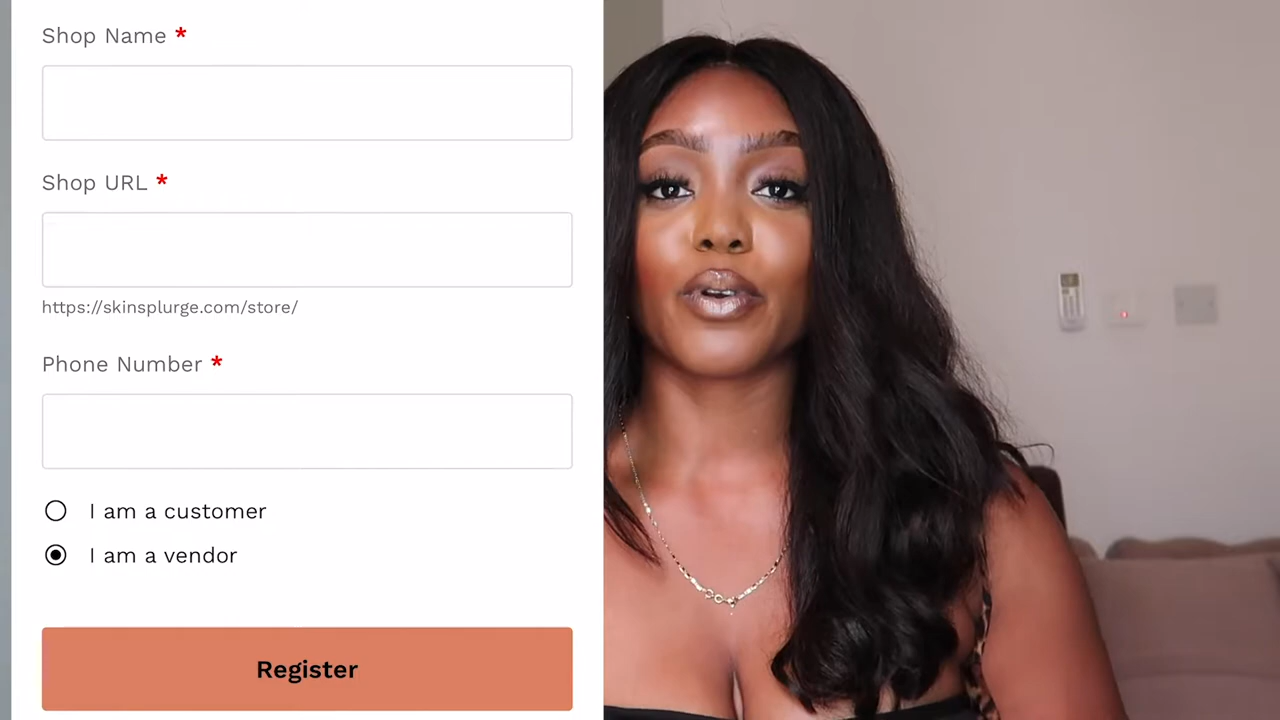 Shop Name *
Shop URL *
https://skinsplurge.com/store/
Phone Number *
I am a customer
I am a vendor
Register